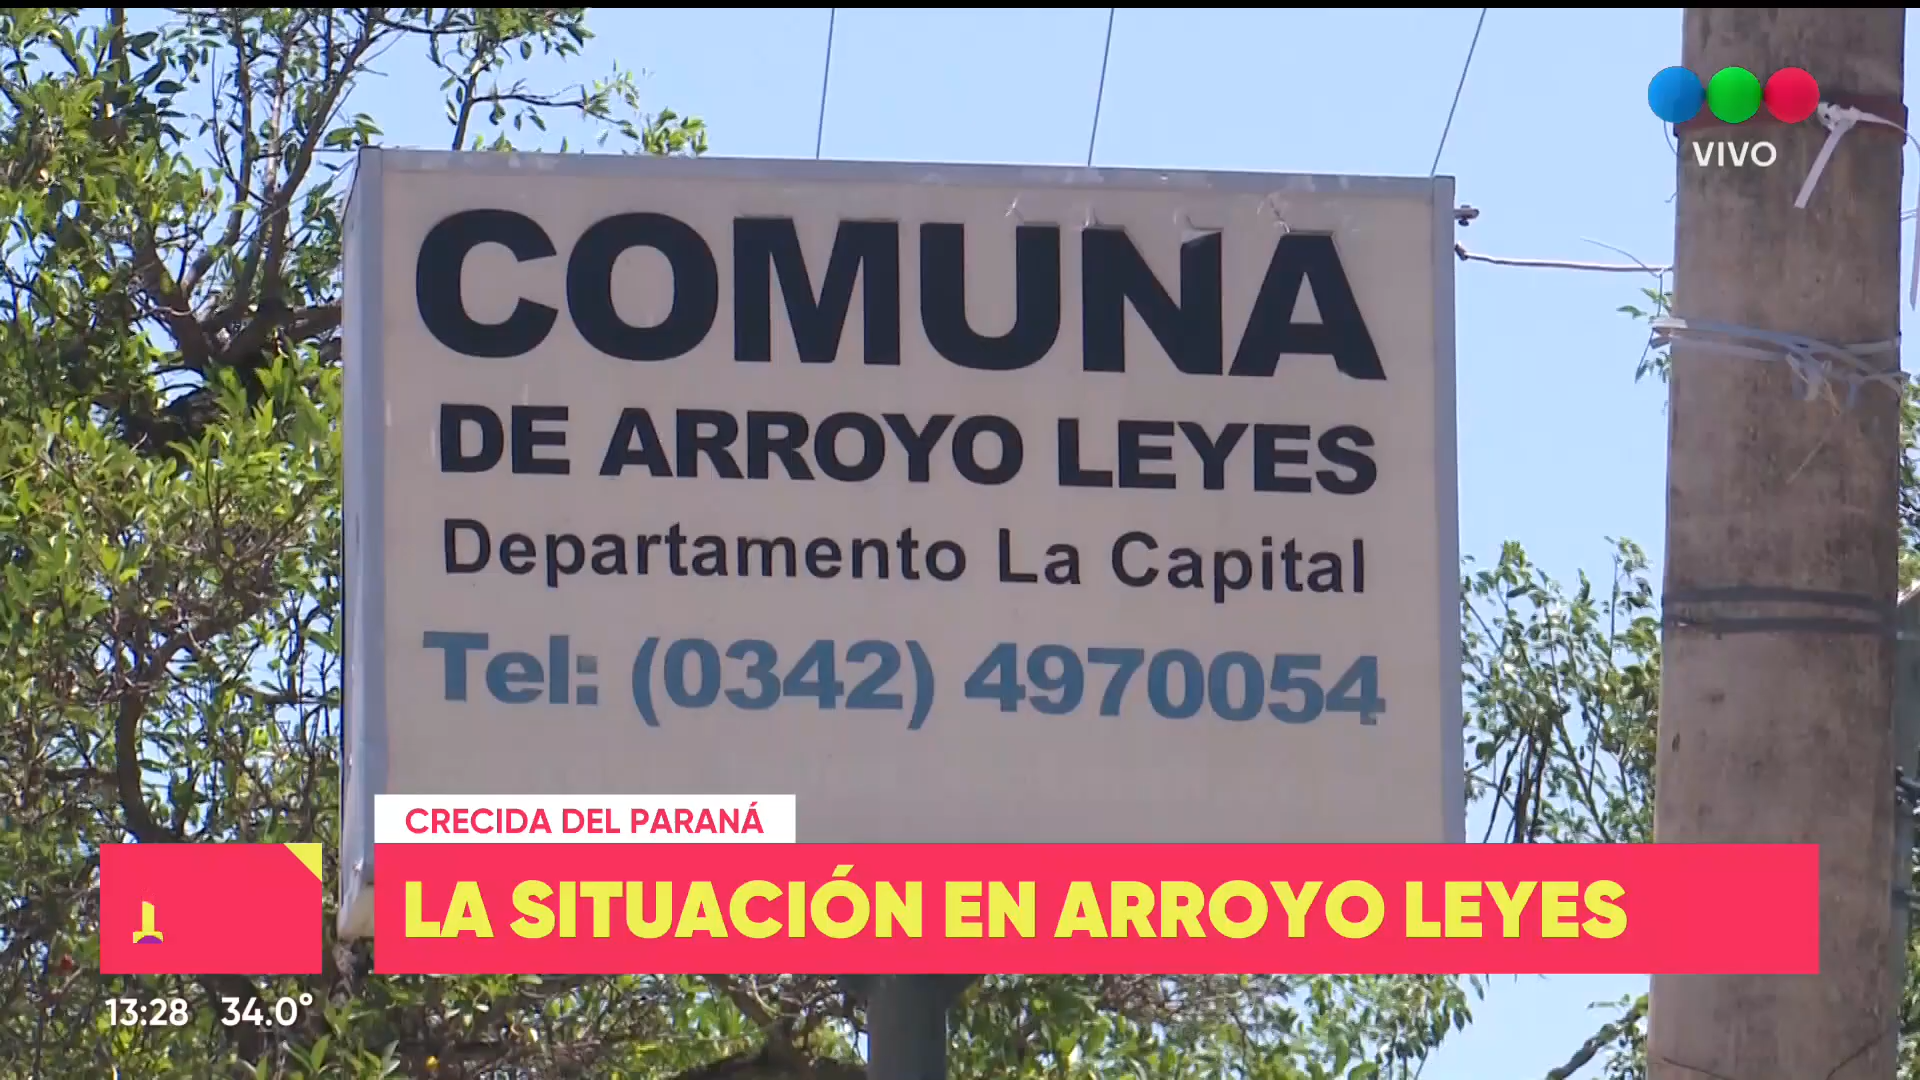 VIVO
COMUNA
DE ARROYO LEYES
Departamento La Capital
Tel: (0342) 4970054
CRECIDA DEL PARANÁ
LA SITUACIÓN EN ARROYO LEYES
13:28 34.0°